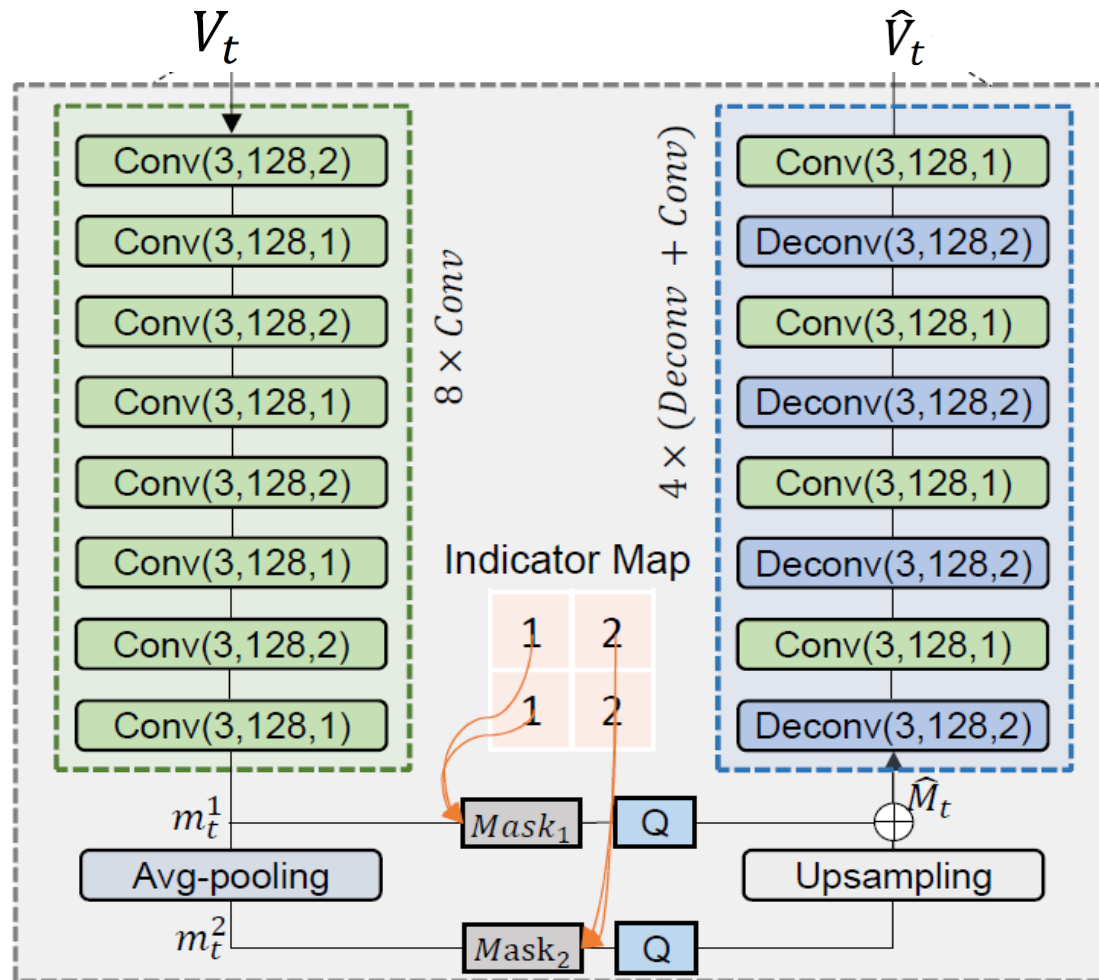 V_t
Conv(3,128,2)
Conv(3,128,1)
Conv(3,128,2)
Conv(3,128,1)
Conv(3,128,2)
Conv(3,128,1)
Conv(3,128,2)
Conv(3,128,1)
8 × Conv
m_t^1
Avg-pooling
m_t^2
Indicator Map
1 2
1 2
Mask_1
Q
Mask_2
Q
V̂_t
4 × (Deconv + Conv)
Conv(3,128,1)
Deconv(3,128,2)
Conv(3,128,1)
Deconv(3,128,2)
Conv(3,128,1)
Deconv(3,128,2)
Conv(3,128,1)
Deconv(3,128,2)
M̂_t
Upsampling